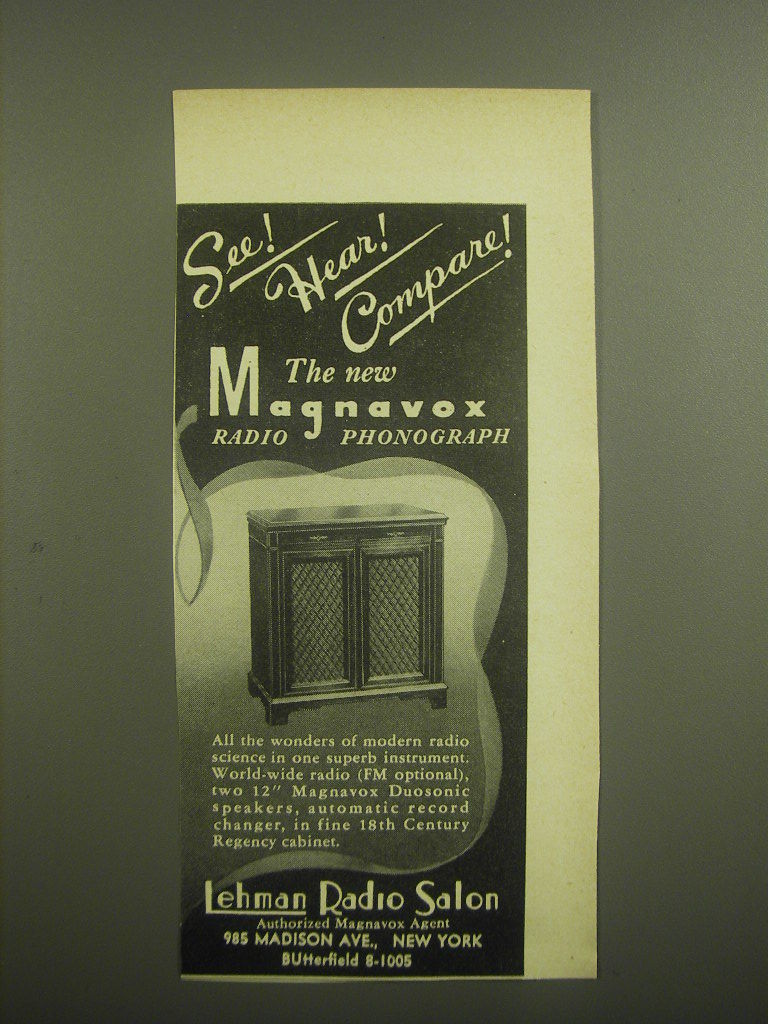 See! Hear! Compare!
The new
Magnavox
RADIO PHONOGRAPH
All the wonders of modern radio
science in one superb instrument.
World-wide radio (FM optional),
two 12" Magnavox Duosonic
speakers, automatic record
changer, in fine 18th Century
Regency cabinet.
Lehman Radio Salon
Authorized Magnavox Agent
985 MADISON AVE., NEW YORK
BUtterfield 8-1005